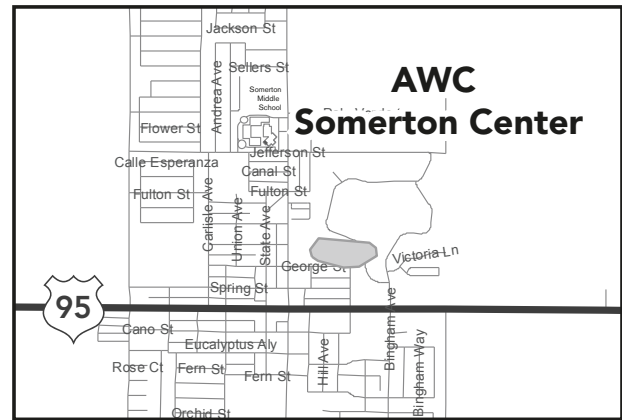 Jackson St
AWC
Somerton Center
Sellers St
Somerton
Middle
School
Andrea Ave
Flower St
Jefferson St
Calle Esperanza
Canal St
Fulton St
Fulton St
Carlisle Ave
Union Ave
State Ave
Victoria Ln
George St
Spring St
95
Bingham Ave
Cano St
Eucalyptus Aly
Hill Ave
Bingham Way
Rose Ct
Fern St
Fern St
Orchid St